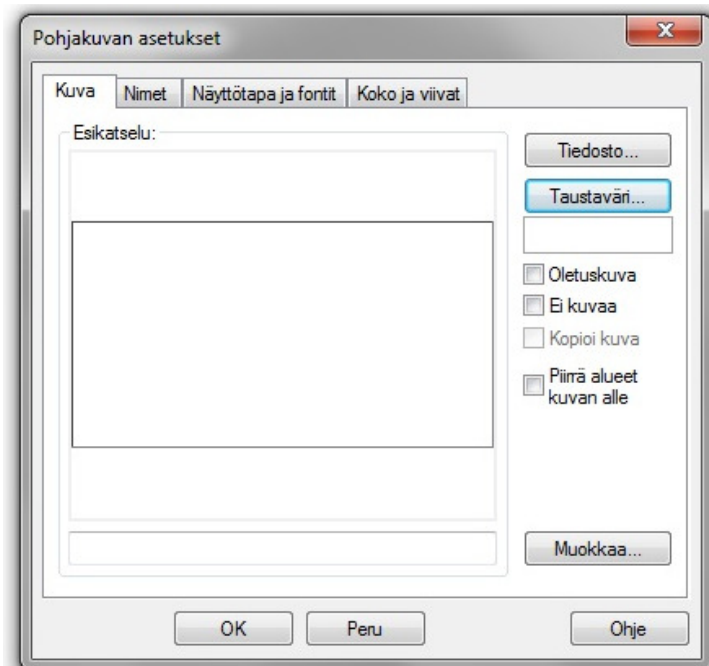 Pohjakuvan asetukset
Kuva
Nimet
Näyttötapa ja fontit
Koko ja viivat
Esikatselu:
Tiedosto...
Taustaväri...
Oletuskuva
Ei kuvaa
Kopioi kuva
Piirrä alueet
kuvan alle
Muokkaa...
OK
Peru
Ohje